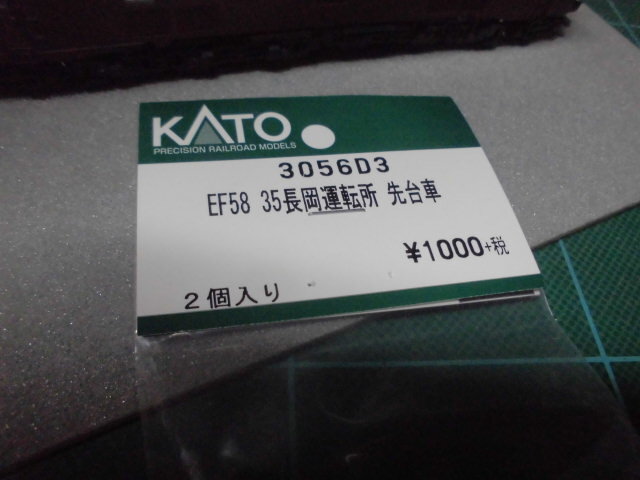 KATO
PRECISION RAILROAD MODELS
3056D3
EF58 35長岡運転所 先台車
¥1000+税
2個入り